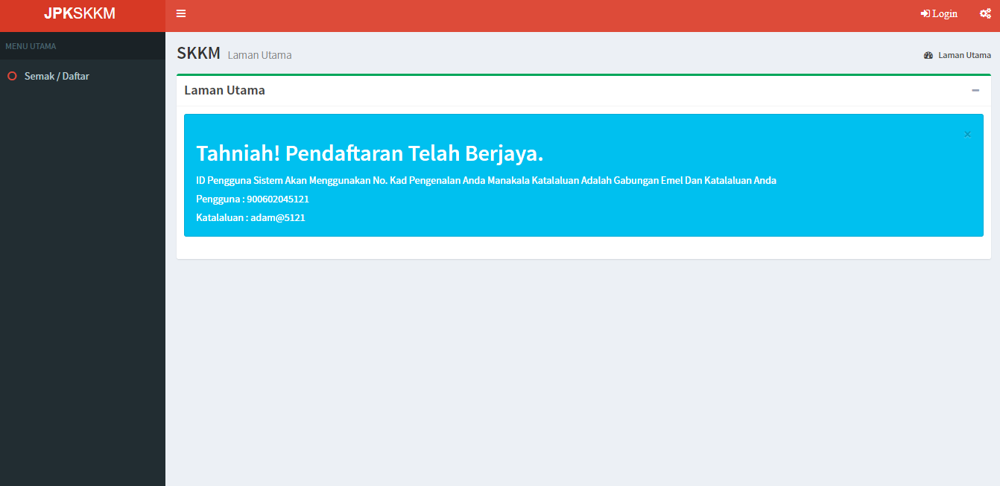 JPKSKKM
Login
MENU UTAMA
Semak / Daftar
SKKM Laman Utama
Laman Utama
Laman Utama
Tahniah! Pendaftaran Telah Berjaya.
ID Pengguna Sistem Akan Menggunakan No. Kad Pengenalan Anda Manakala Katalaluan Adalah Gabungan Emel Dan Katalaluan Anda
Pengguna : 900602045121
Katalaluan : adam@5121